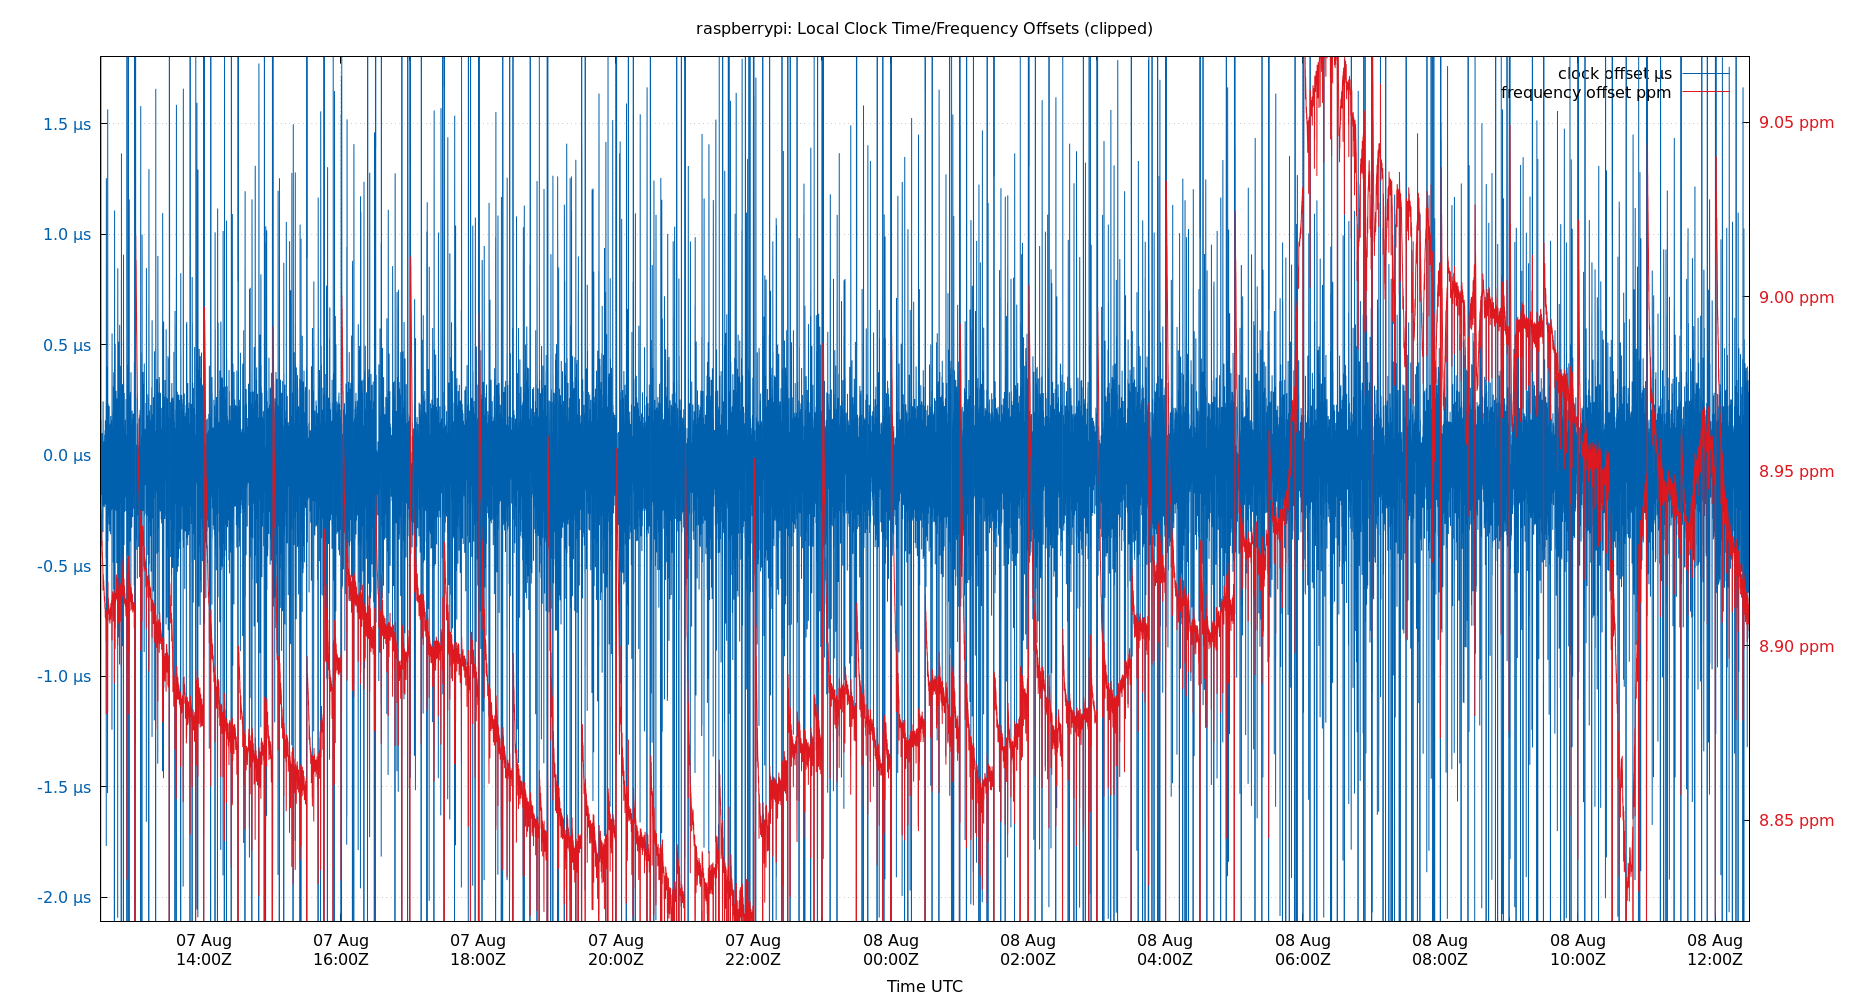 raspberrypi: Local Clock Time/Frequency Offsets (clipped)
clock offset µs
frequency offset ppm
1.5 µs
1.0 µs
0.5 µs
0.0 µs
-0.5 µs
-1.0 µs
-1.5 µs
-2.0 µs
9.05 ppm
9.00 ppm
8.95 ppm
8.90 ppm
8.85 ppm
07 Aug
14:00Z
07 Aug
16:00Z
07 Aug
18:00Z
07 Aug
20:00Z
07 Aug
22:00Z
08 Aug
00:00Z
08 Aug
02:00Z
08 Aug
04:00Z
08 Aug
06:00Z
08 Aug
08:00Z
08 Aug
10:00Z
08 Aug
12:00Z
Time UTC